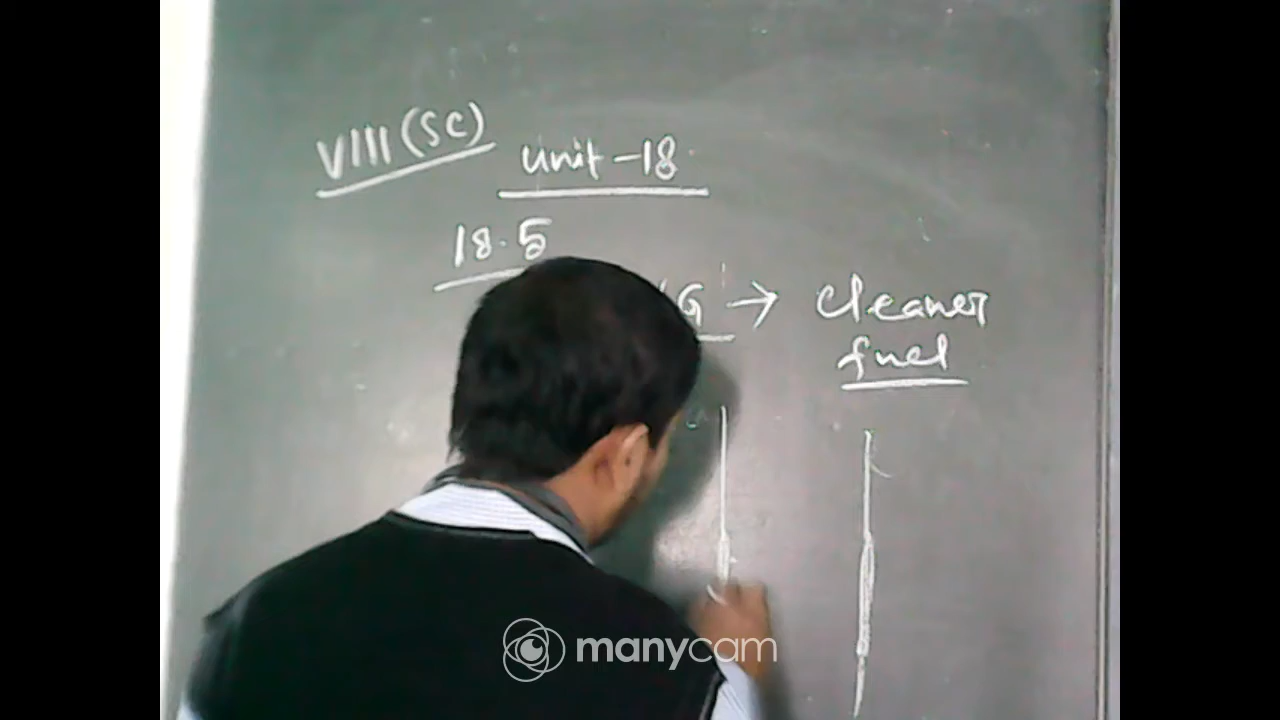 VIII (SC) unit - 18
18.5
G → cleaner
fuel
manycam